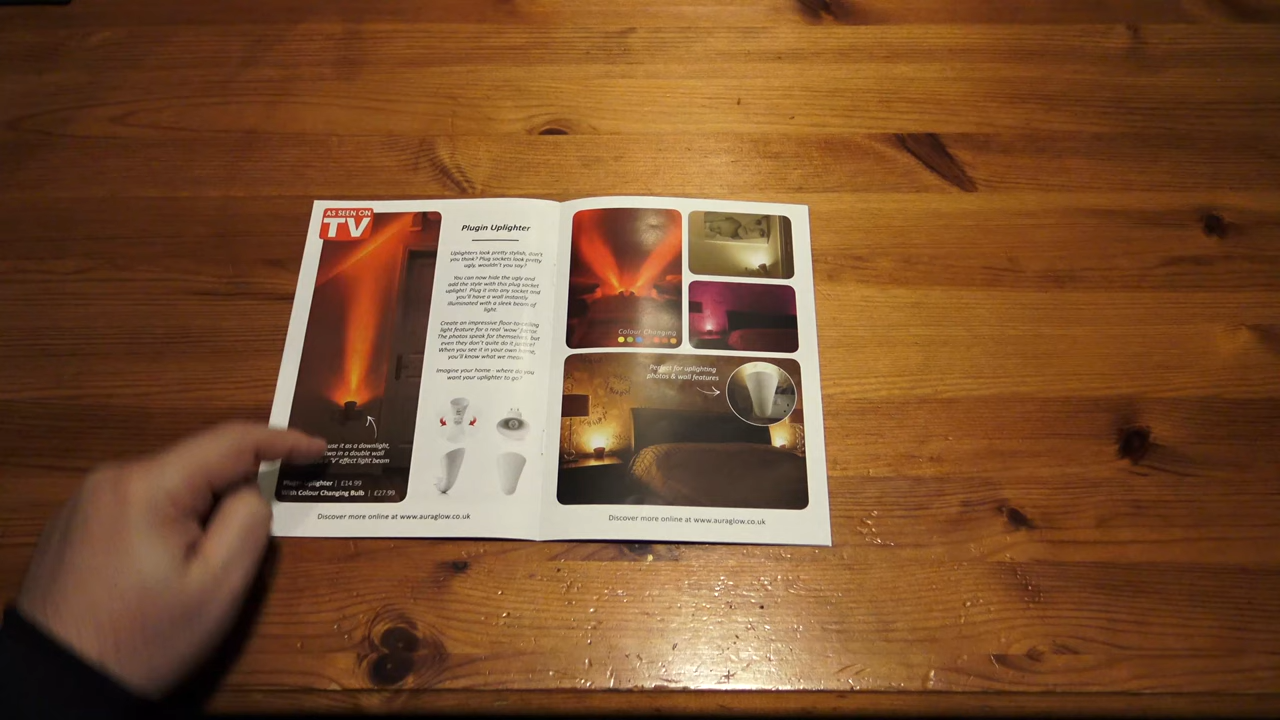 AS SEEN ON
TV
Plugin Uplighter
Uplighters look pretty stylish, don't
you think? Plug sockets look pretty
ugly, wouldn't you say?
You can now hide the ugly and
add the style with this plug socket
uplight! Plug it into any socket and
you'll have a wall instantly
illuminated with a sleek beam of
light.
Create an impressive floor-to-ceiling
light feature for a real 'wow' factor
The photos speak for themselves, but
even they don't quite do it justice!
When you see it in your own home,
you'll know what we mean
Imagine your home - where do you
want your uplighter to go?
use it as a downlight,
two in a double wall
'V' effect light beam
Plugin Uplighter | £14.99
With Colour Changing Bulb | £27.99
Discover more online at www.auraglow.co.uk
Colour Changing
Perfect for uplighting
photos & wall features
Discover more online at www.auraglow.co.uk